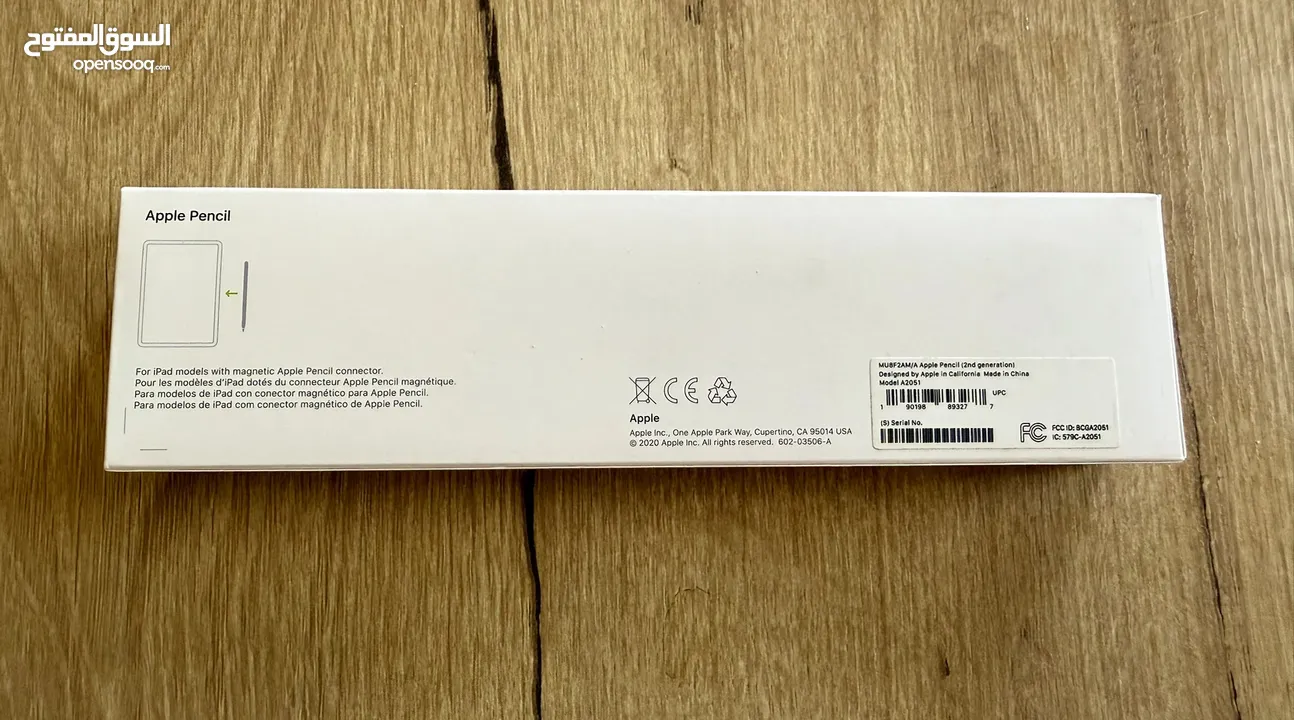 السوق المفتوح
opensooq.com
Apple Pencil
For iPad models with magnetic Apple Pencil connector.
Pour les modèles d'iPad dotés du connecteur Apple Pencil magnétique.
Para modelos de iPad con conector magnético para Apple Pencil.
Para modelos de iPad com conector magnético de Apple Pencil.
CE
Apple
Apple Inc., One Apple Park Way, Cupertino, CA 95014 USA
© 2020 Apple Inc. All rights reserved. 602-03506-A
MU8F2AM/A Apple Pencil (2nd generation)
Designed by Apple in California Made in China
Model A2051
UPC
1 90198 89327 7
(S) Serial No.
FC
FCC ID: BCGA2051
IC: 579C-A2051